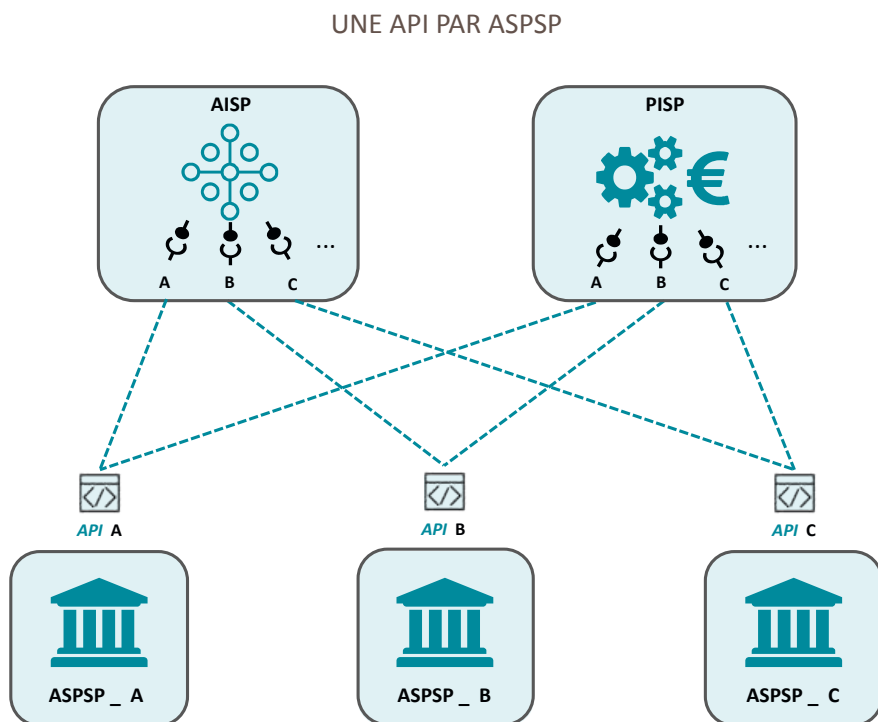 UNE API PAR ASPSP
AISP
PISP
...
...
A B C
A B C
API A
API B
API C
ASPSP _ A
ASPSP _ B
ASPSP _ C